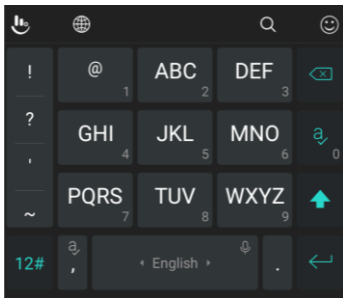 ! @ 1 ABC 2 DEF 3
? GHI 4 JKL 5 MNO 6 a 0
'
~ PQRS 7 TUV 8 WXYZ 9
12# a , English .